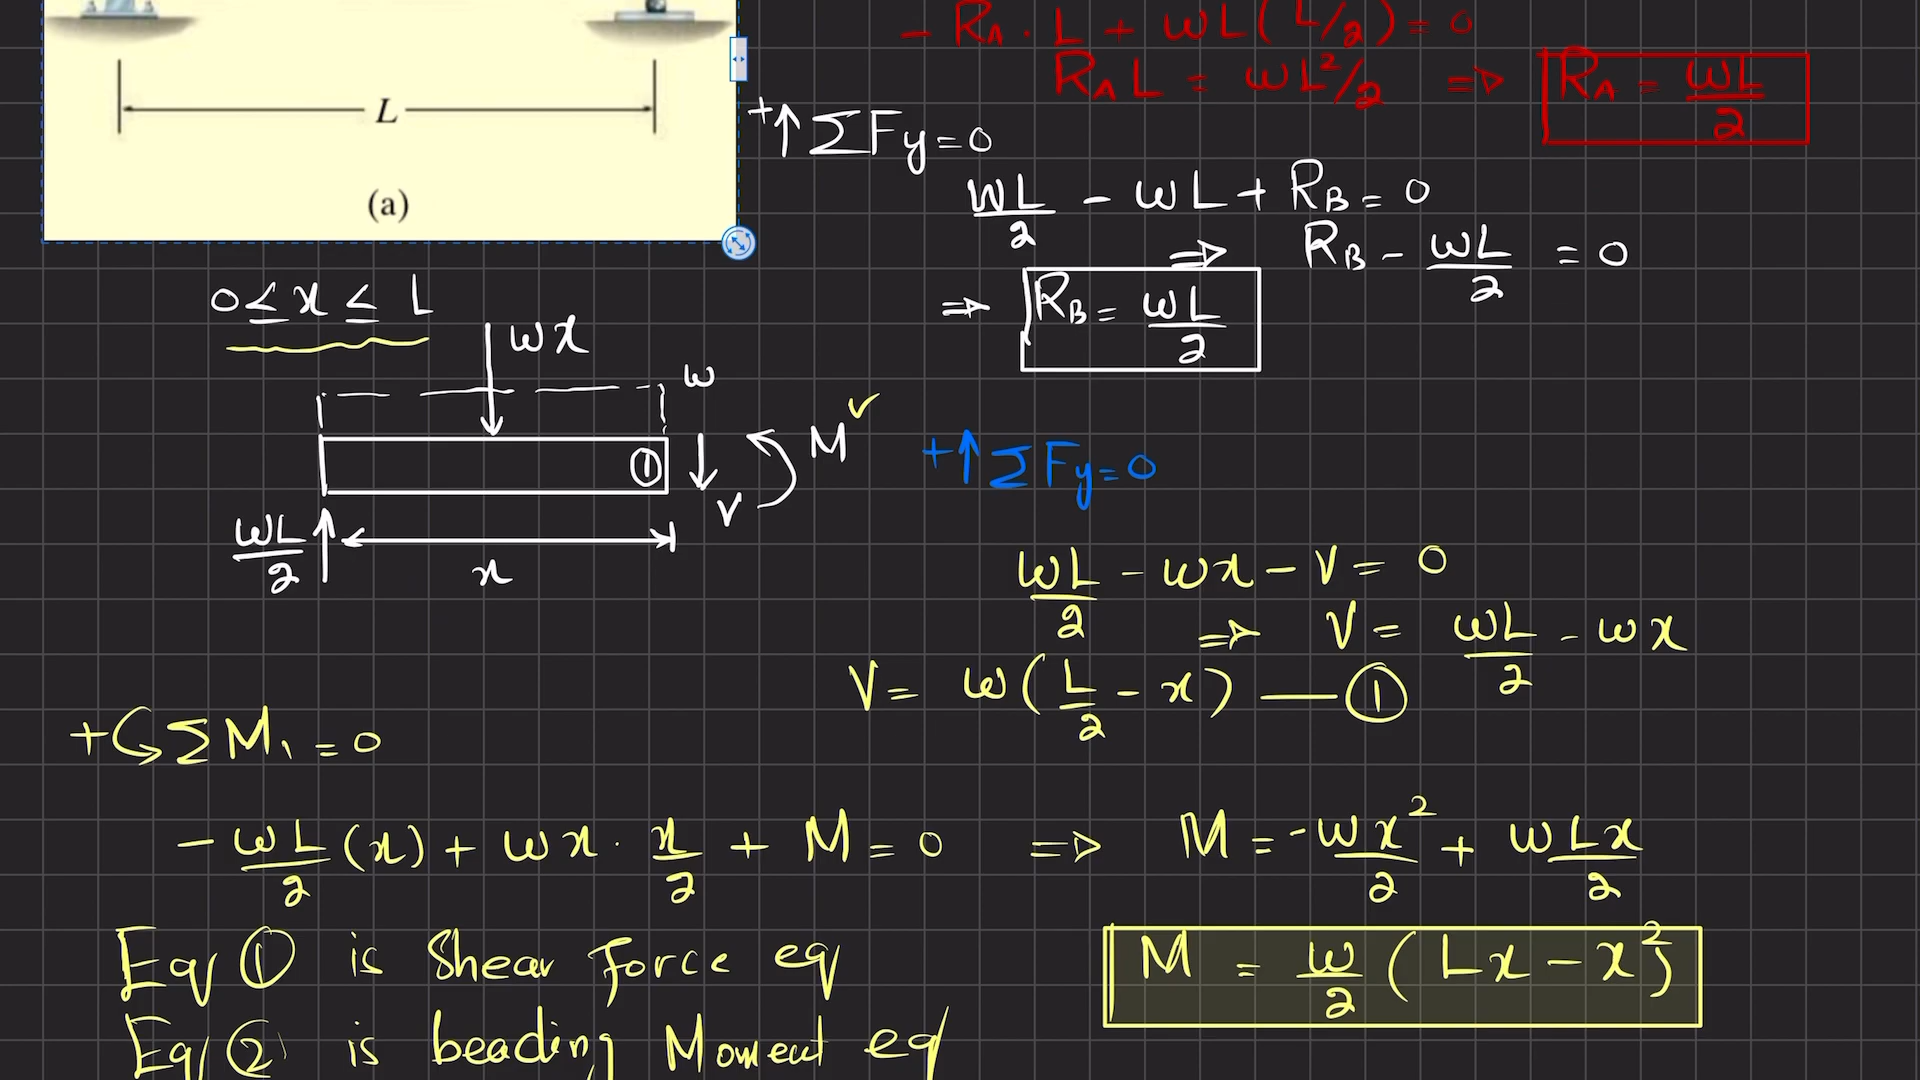 - RA . L + WL(L/2) = 0
RA L = WL²/2 ⇒ RA = WL/2
L
(a)
+↑ ΣFy = 0
WL/2 - WL + RB = 0
⇒ RB - WL/2 = 0
⇒ RB = WL/2
0 ≤ x ≤ L
wx
w
①
M
V
WL/2
x
+↑ ΣFy = 0
WL/2 - wx - V = 0
⇒ V = WL/2 - wx
V = w(L/2 - x) — ①
+ ΣM1 = 0
- WL/2 (x) + wx . x/2 + M = 0 ⇒ M = -wx²/2 + wLx/2
M = w/2 (Lx - x²)
Eq ① is Shear Force eq
Eq ② is beading Moment eq